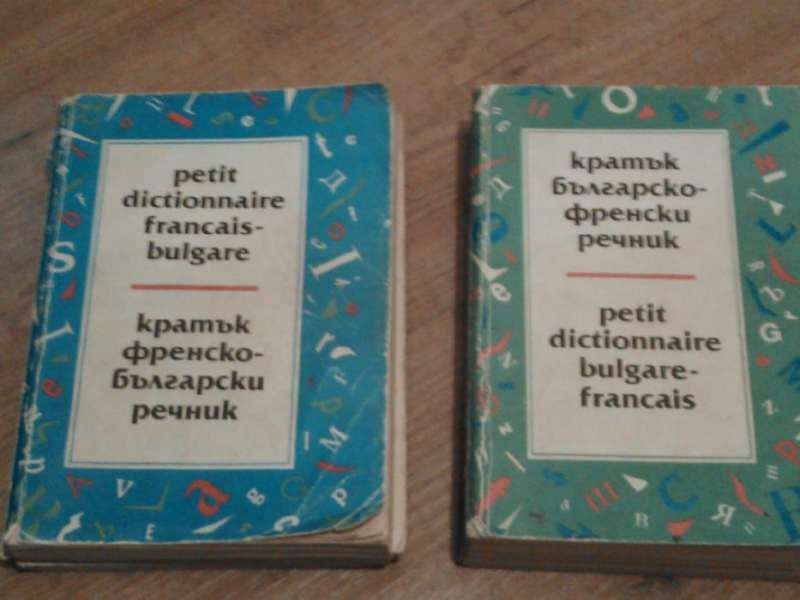 petit
dictionnaire
francais-
bulgare
кратък
френско-
български
речник
кратък
българско-
френски
речник
petit
dictionnaire
bulgare-
francais